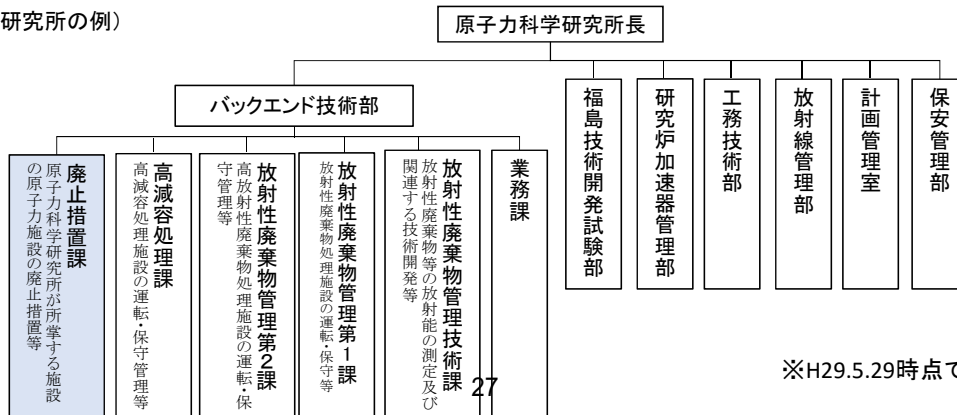 研究所の例）
原子力科学研究所長
バックエンド技術部
福島技術開発試験部
研究炉加速器管理部
工務技術部
放射線管理部
計画管理室
保安管理部
廃止措置課
原子力科学研究所が所掌する施設
の原子力施設の廃止措置等
高減容処理課
高減容処理施設の運転・保守管理等
放射性廃棄物管理第２課
高放射性廃棄物処理施設の運転・保
守管理等
放射性廃棄物管理第１課
放射性廃棄物処理施設の運転・保守等
放射性廃棄物管理技術課
放射性廃棄物等の放射能の測定及び
関連する技術開発等
業務課
27
※H29.5.29時点で